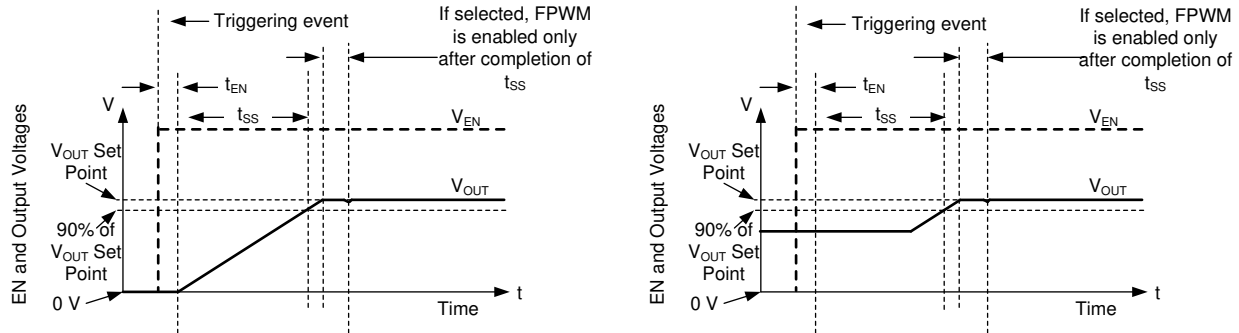 Triggering event
If selected, FPWM
is enabled only
after completion of
tSS
tEN
V
tSS
VEN
EN and Output Voltages
VOUT Set
Point
VOUT
90% of
VOUT Set
Point
0 V
t
Time
Triggering event
If selected, FPWM
is enabled only
after completion of
tSS
tEN
V
tSS
VEN
EN and Output Voltages
VOUT Set
Point
VOUT
90% of
VOUT Set
Point
0 V
t
Time